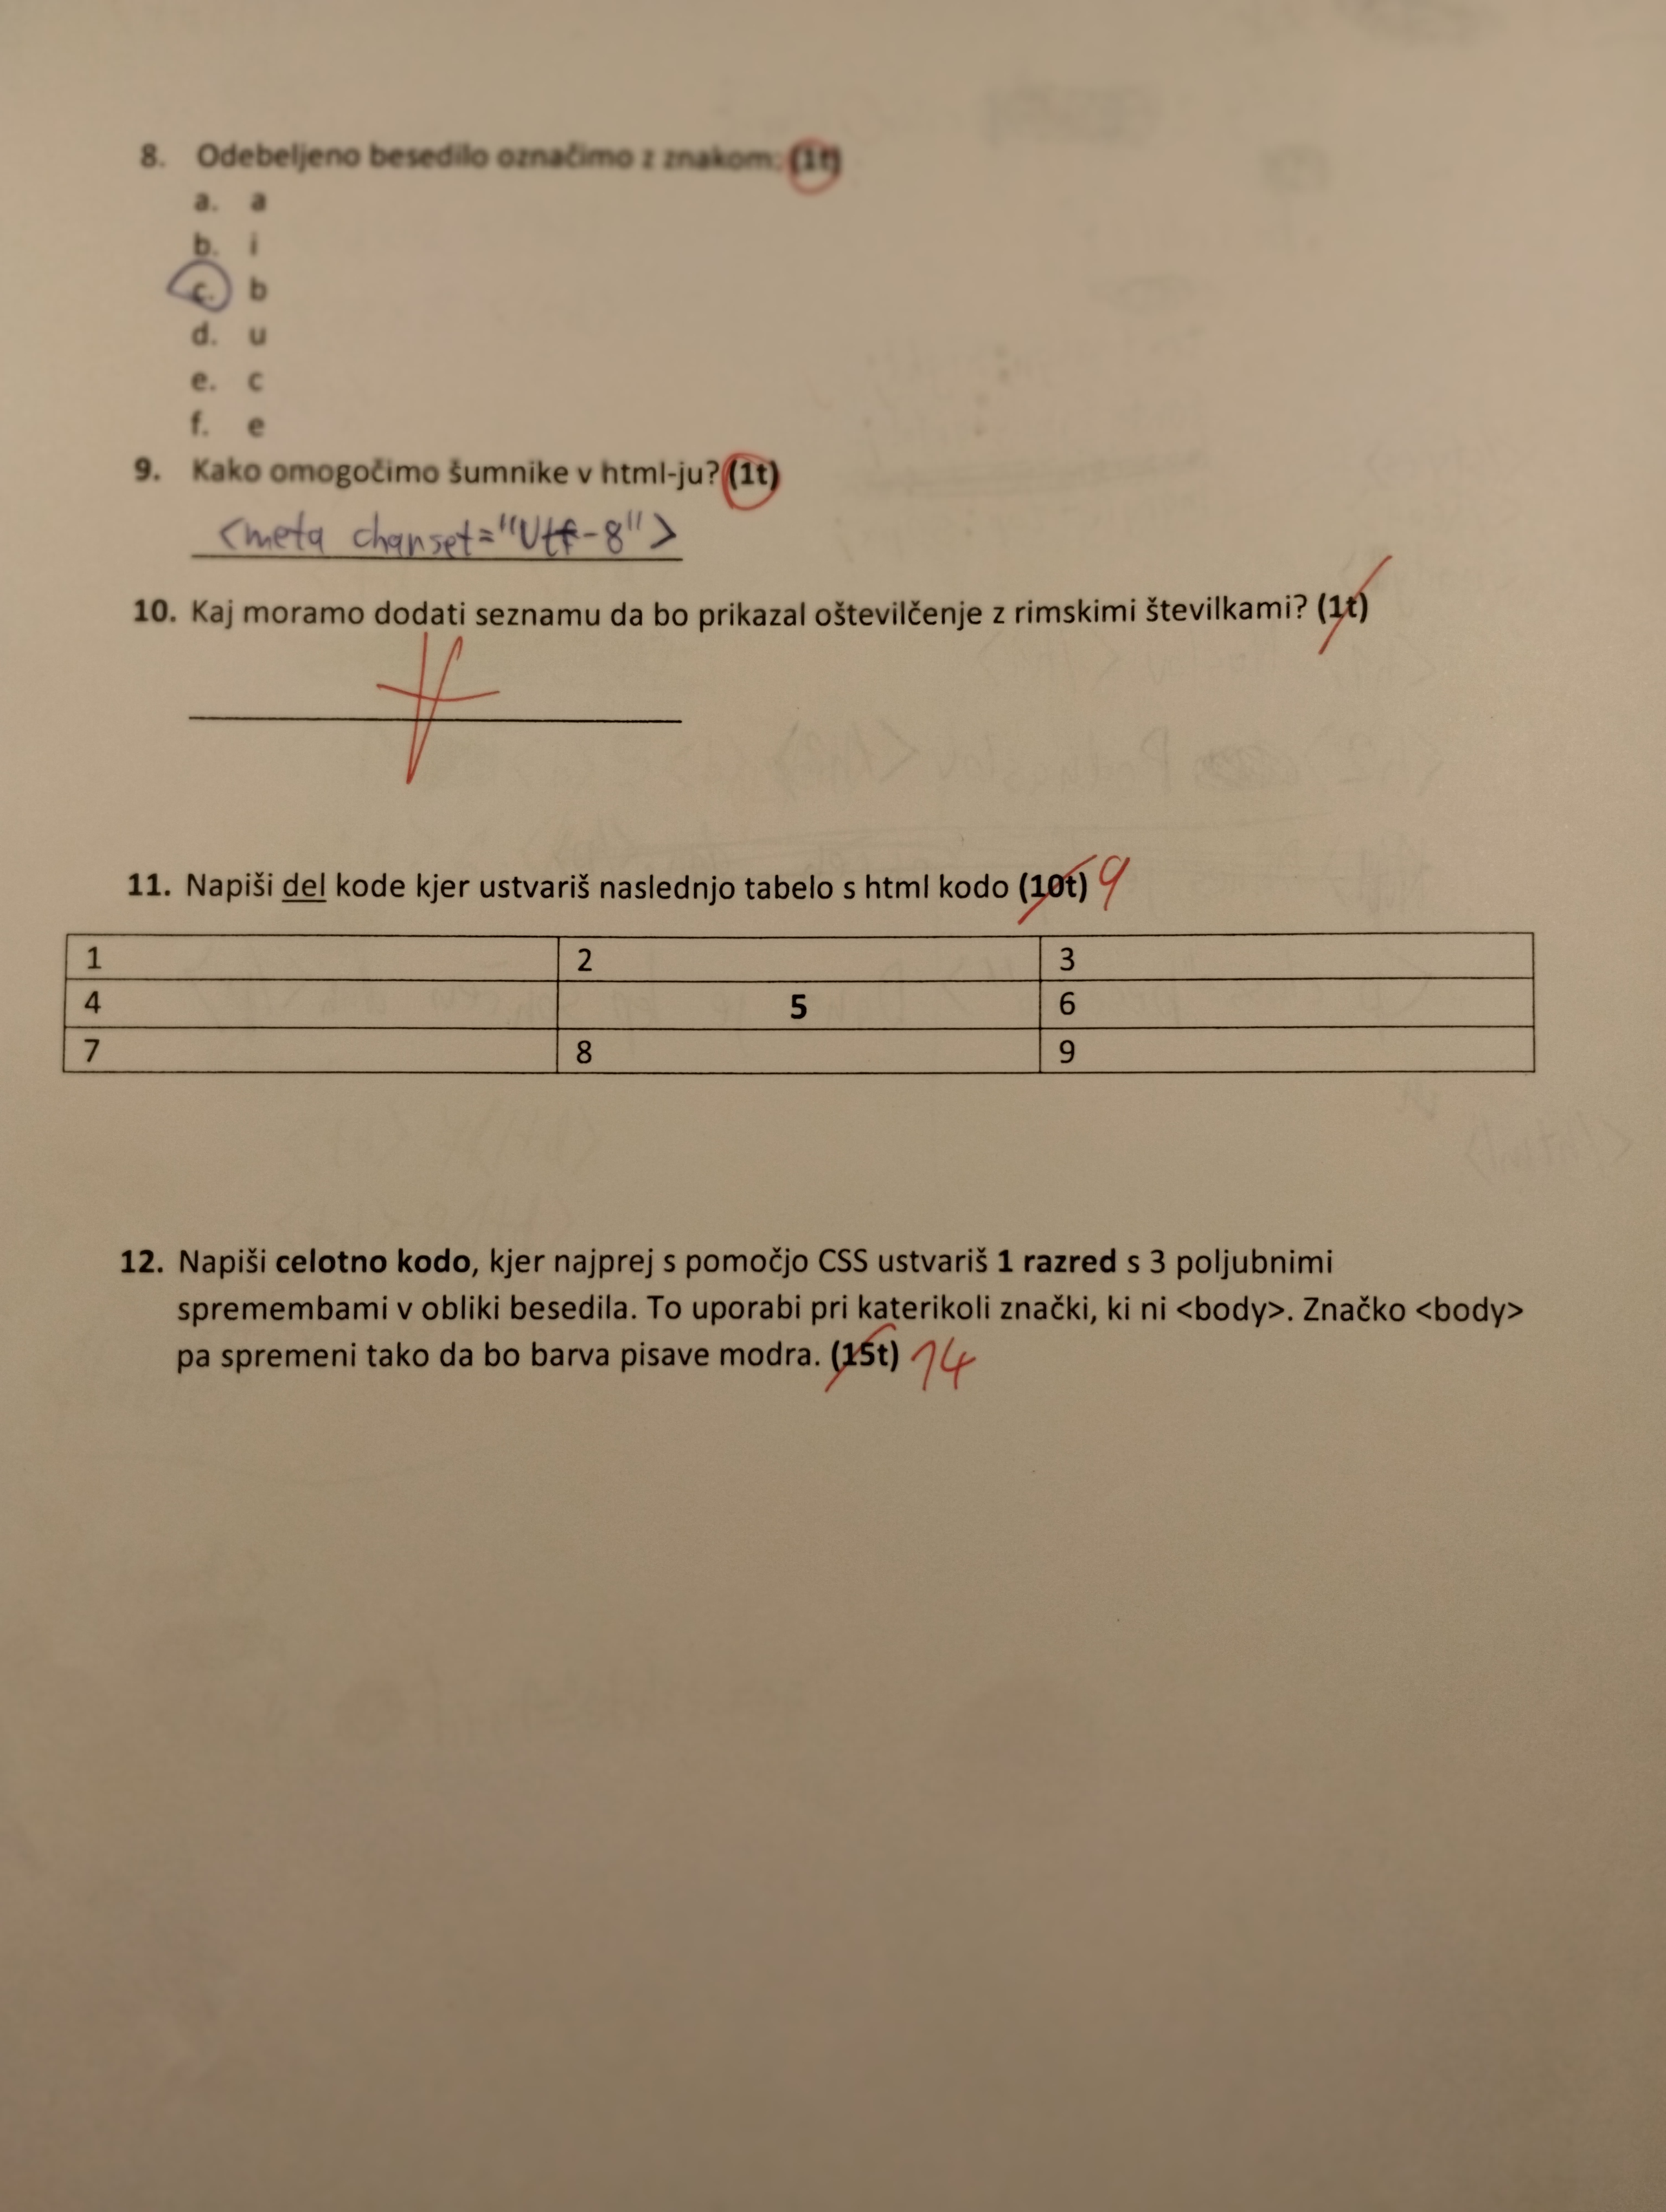 8. Odebeljeno besedilo označimo z znakom: (1t)
a. a
b. i
c. b
d. u
e. c
f. e
9. Kako omogočimo šumnike v html-ju? (1t)
<meta charset="Utf-8">
10. Kaj moramo dodati seznamu da bo prikazal oštevilčenje z rimskimi številkami? (1t)
11. Napiši del kode kjer ustvariš naslednjo tabelo s html kodo (10t) 9
1 2 3
4 5 6
7 8 9
12. Napiši celotno kodo, kjer najprej s pomočjo CSS ustvariš 1 razred s 3 poljubnimi
spremembami v obliki besedila. To uporabi pri katerikoli znački, ki ni <body>. Značko <body>
pa spremeni tako da bo barva pisave modra. (15t) 14